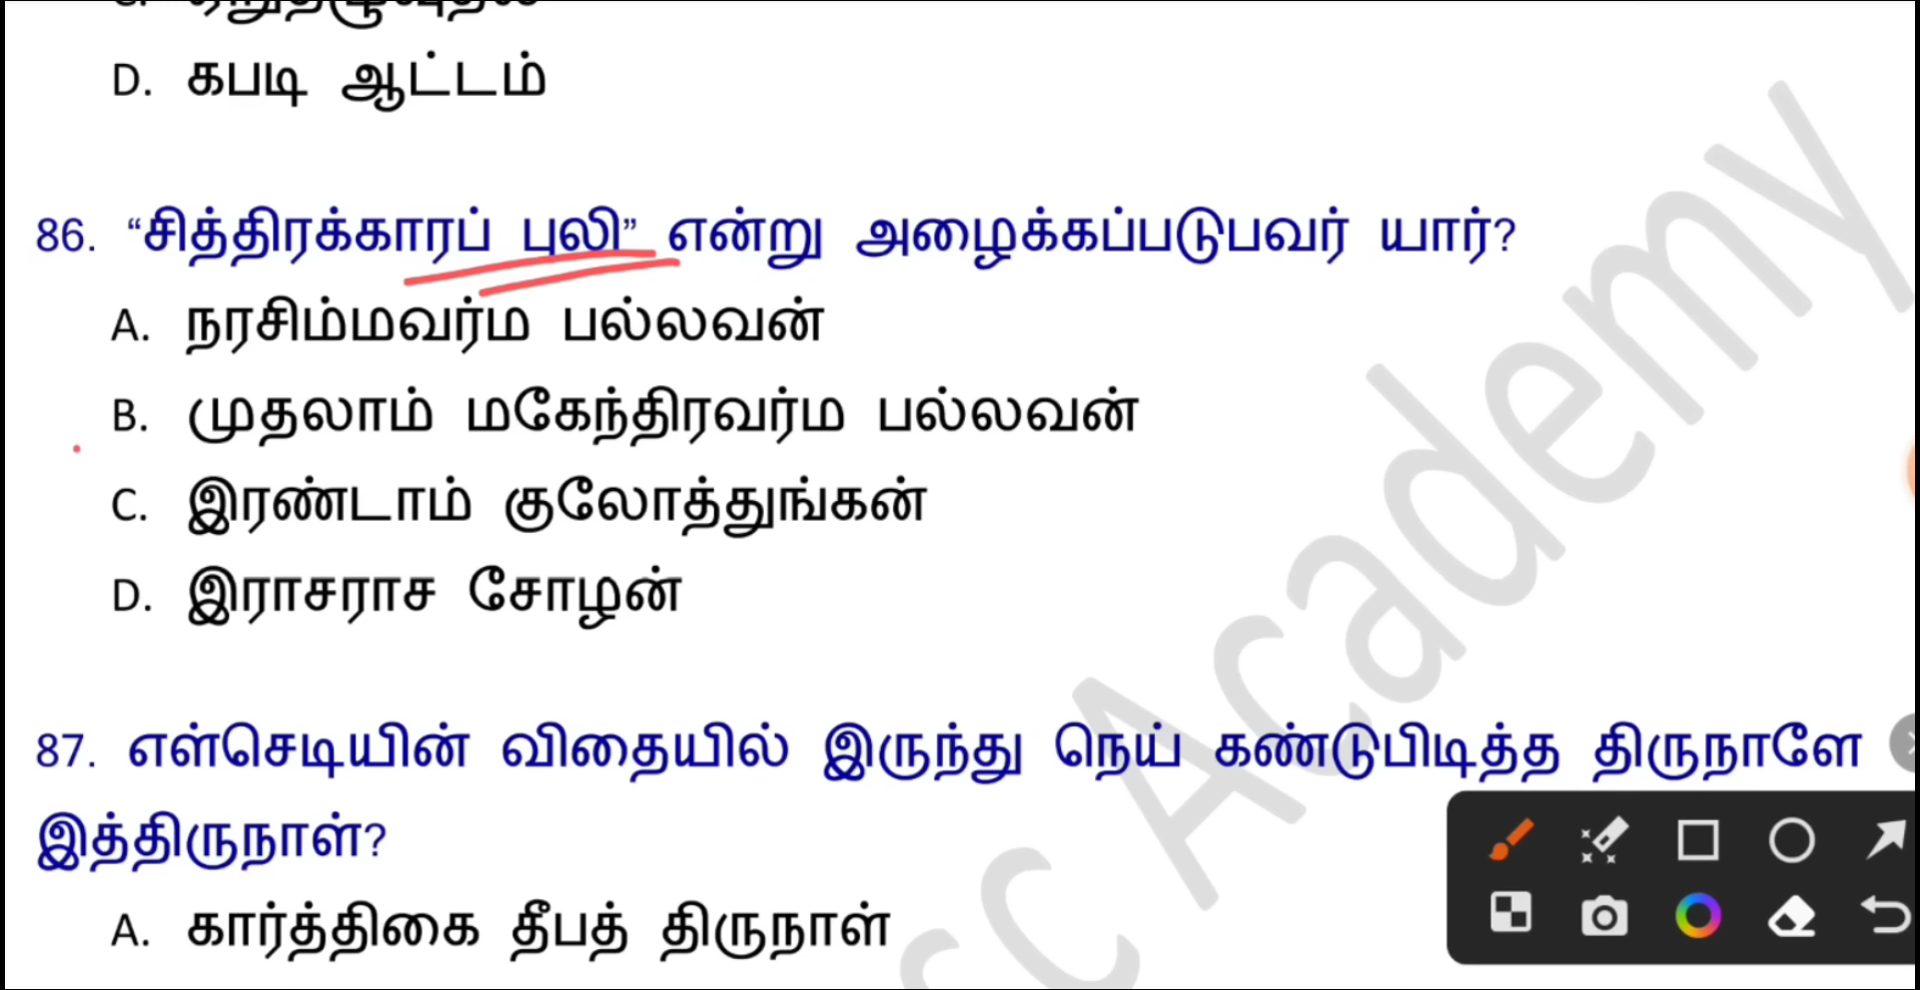 D. கபடி ஆட்டம்
86. “சித்திரக்காரப் புலி” என்று அழைக்கப்படுபவர் யார்?
A. நரசிம்மவர்ம பல்லவன்
B. முதலாம் மகேந்திரவர்ம பல்லவன்
C. இரண்டாம் குலோத்துங்கன்
D. இராசராச சோழன்
87. எள்செடியின் விதையில் இருந்து நெய் கண்டுபிடித்த திருநாளே
இத்திருநாள்?
A. கார்த்திகை தீபத் திருநாள்
Academy